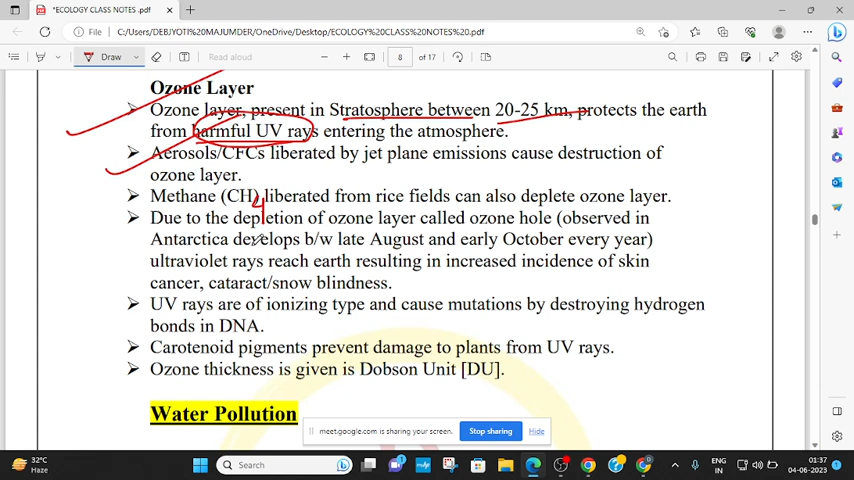 *ECOLOGY CLASS NOTES .pdf
File C:/Users/DEBJYOTI MAJUMDER/OneDrive/Desktop/ECOLOGY%20CLASS%20NOTES%20.pdf
Draw Read aloud 8 of 17
Ozone Layer
➢ Ozone layer, present in Stratosphere between 20-25 km, protects the earth
from harmful UV rays entering the atmosphere.
➢ Aerosols/CFCs liberated by jet plane emissions cause destruction of
ozone layer.
➢ Methane (CH) liberated from rice fields can also deplete ozone layer.
4
➢ Due to the depletion of ozone layer called ozone hole (observed in
Antarctica develops b/w late August and early October every year)
ultraviolet rays reach earth resulting in increased incidence of skin
cancer, cataract/snow blindness.
➢ UV rays are of ionizing type and cause mutations by destroying hydrogen
bonds in DNA.
➢ Carotenoid pigments prevent damage to plants from UV rays.
➢ Ozone thickness is given is Dobson Unit [DU].
Water Pollution
meet.google.com is sharing your screen. Stop sharing Hide
32°C
Haze
Search
ENG
IN
01:37
04-06-2023